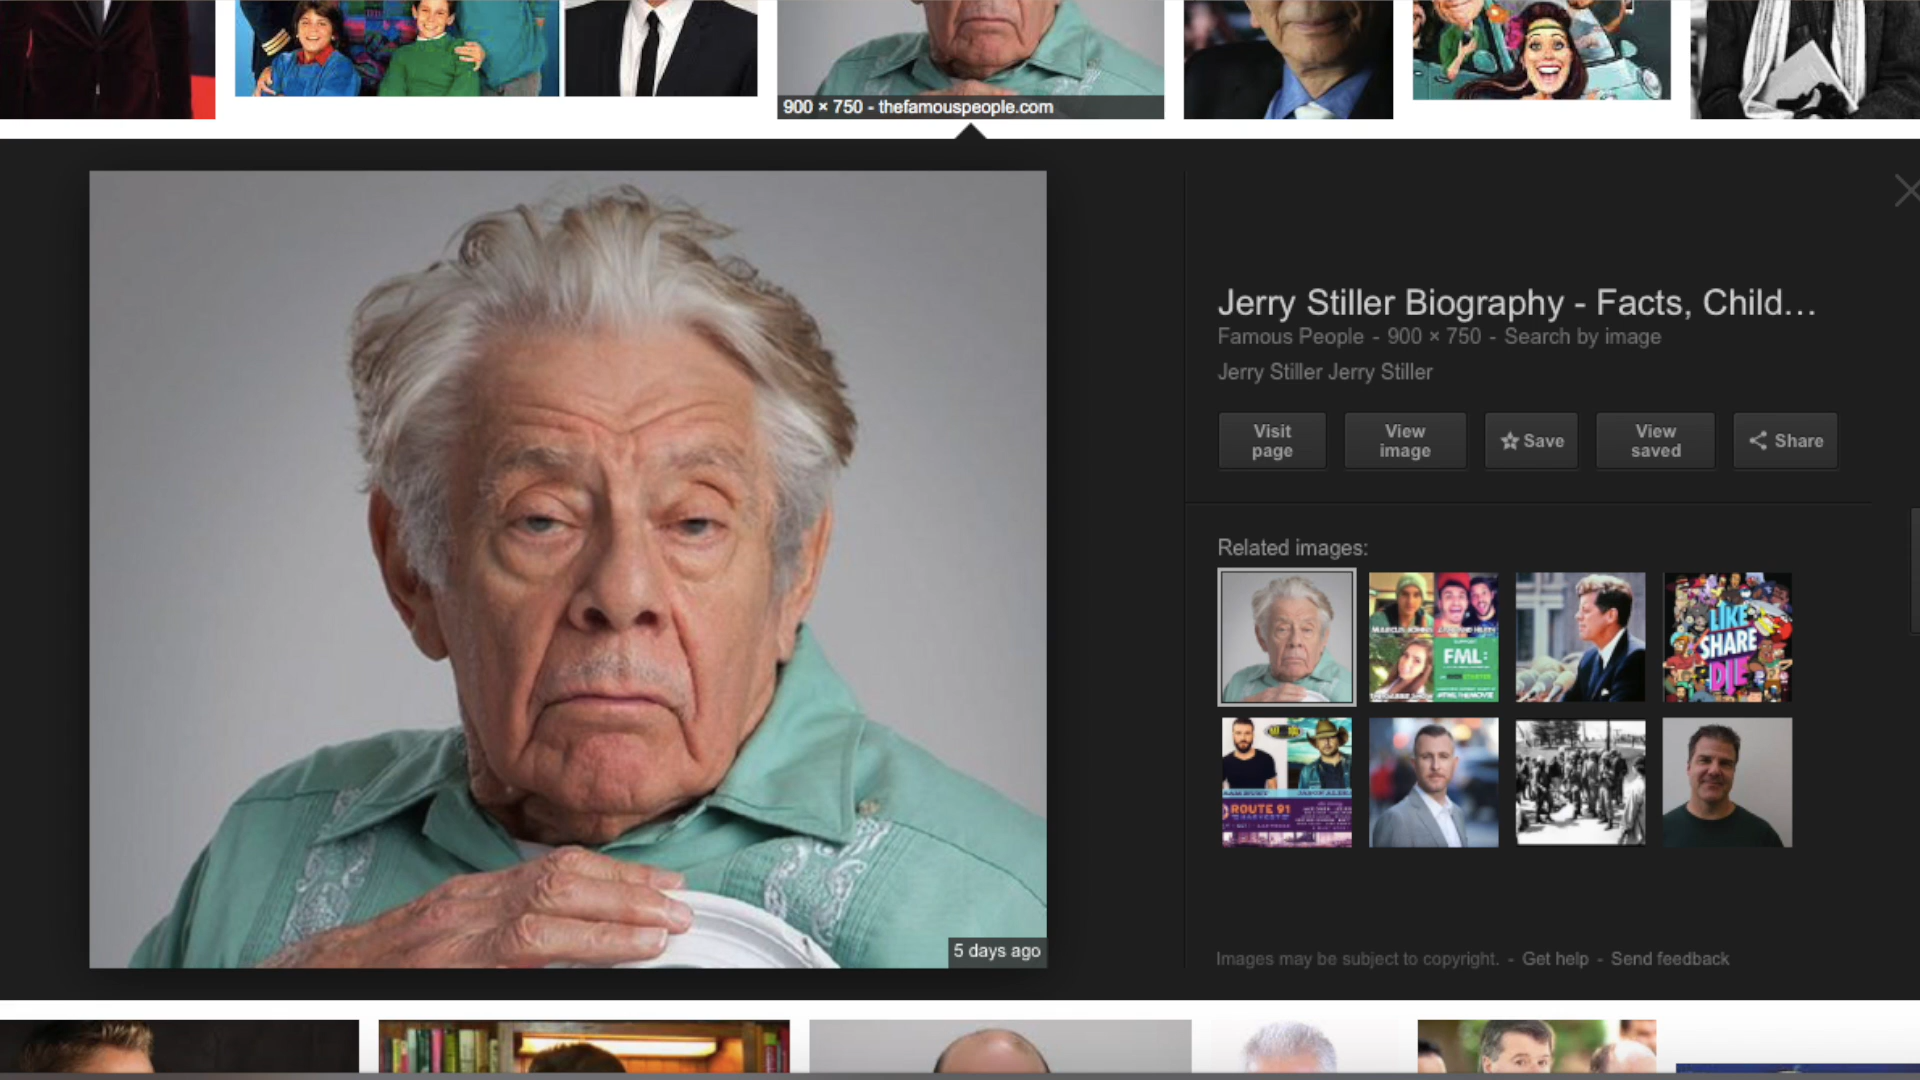 900 × 750 - thefamouspeople.com
Jerry Stiller Biography - Facts, Child...
Famous People - 900 × 750 - Search by image
Jerry Stiller Jerry Stiller
Visit page
View image
Save
View saved
Share
Related images:
FML:
LIKE
SHARE
DIE
ROUTE 91
HARVEST
5 days ago
Images may be subject to copyright. - Get help - Send feedback